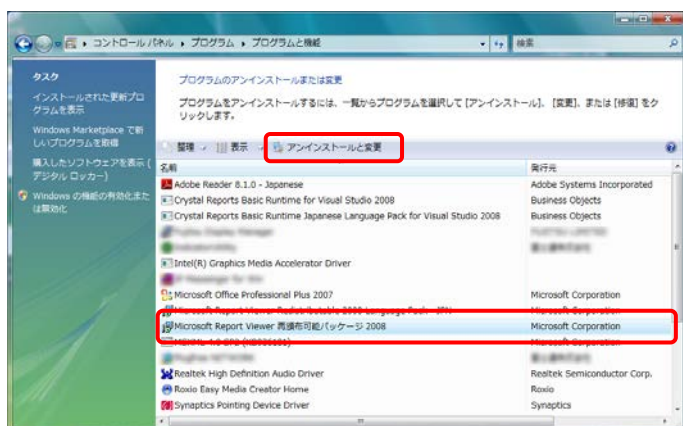 コントロール パネル ▸ プログラム ▸ プログラムと機能
検索
タスク
インストールされた更新プロ
グラムを表示
Windows Marketplace で新
しいプログラムを取得
購入したソフトウェアを表示 (
デジタル ロッカー)
Windows の機能の有効化また
は無効化
プログラムのアンインストールまたは変更
プログラムをアンインストールするには、一覧からプログラムを選択して [アンインストール]、[変更]、または [修復] をク
リックします。
整理 表示 アンインストールと変更
名前 発行元
Adobe Reader 8.1.0 - Japanese Adobe Systems Incorporated
Crystal Reports Basic Runtime for Visual Studio 2008 Business Objects
Crystal Reports Basic Runtime Japanese Language Pack for Visual Studio 2008 Business Objects
Intel(R) Graphics Media Accelerator Driver
Microsoft Office Professional Plus 2007 Microsoft Corporation
Microsoft Report Viewer Redistributable 2008 Language Pack - JPN Microsoft Corporation
Microsoft Report Viewer 再頒布可能パッケージ 2008 Microsoft Corporation
MSXML 4.0 SP2 (KB936181) Microsoft Corporation
Realtek High Definition Audio Driver Realtek Semiconductor Corp.
Roxio Easy Media Creator Home Roxio
Synaptics Pointing Device Driver Synaptics